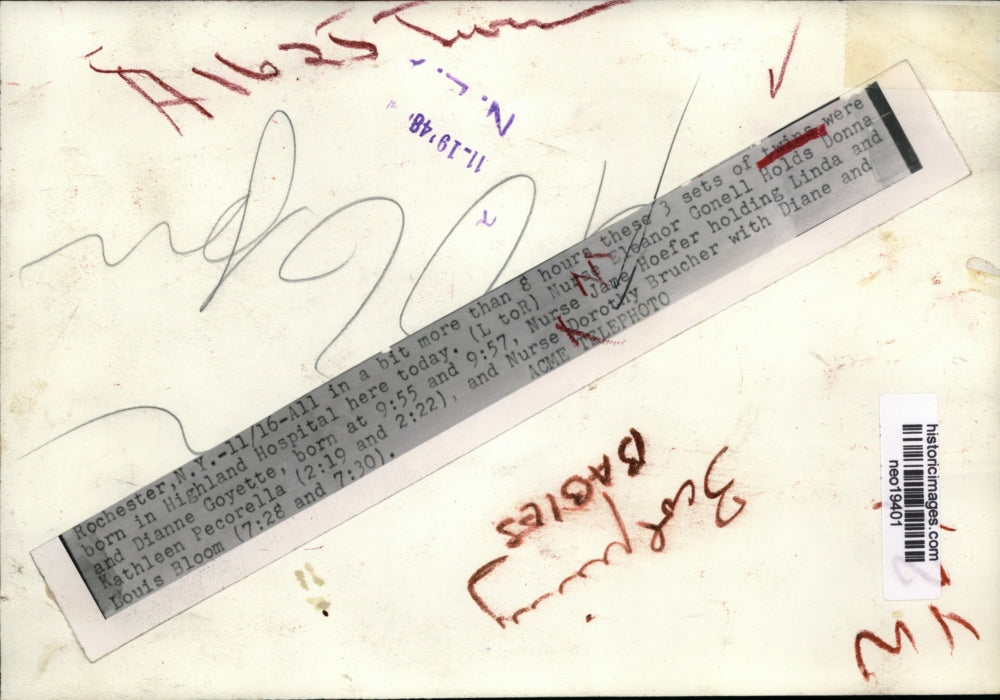 A1625 Twin
N.E.
11-19'48
Rochester,N.Y.-11/16-All in a bit more than 8 hours these 3 sets of twins were
born in Highland Hospital here today. (L toR) Nurse Eleanor Gonell Holds Donna
and Dianne Goyette, born at 9:55 and 9:57, Nurse Jane Hoefer holding Linda and
Kathleen Pecorella (2:19 and 2:22), and Nurse Dorothy Brucher with Diane and
Louis Bloom (7:28 and 7:30).
ACME TELEPHOTO
BABIES
historicimages.com
neo19401